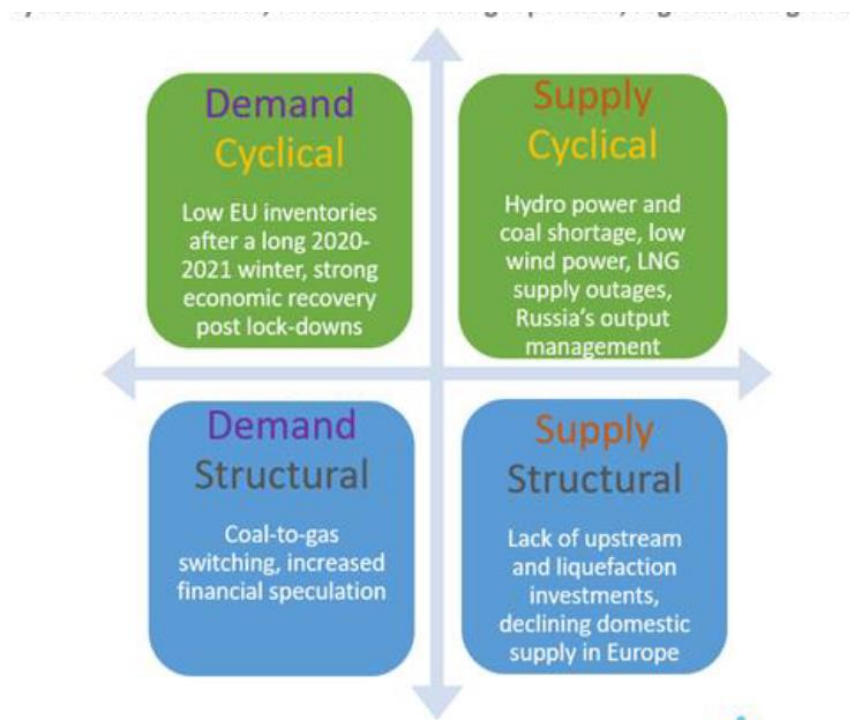 Demand
Cyclical
Low EU inventories
after a long 2020-
2021 winter, strong
economic recovery
post lock-downs
Supply
Cyclical
Hydro power and
coal shortage, low
wind power, LNG
supply outages,
Russia's output
management
Demand
Structural
Coal-to-gas
switching, increased
financial speculation
Supply
Structural
Lack of upstream
and liquefaction
investments,
declining domestic
supply in Europe